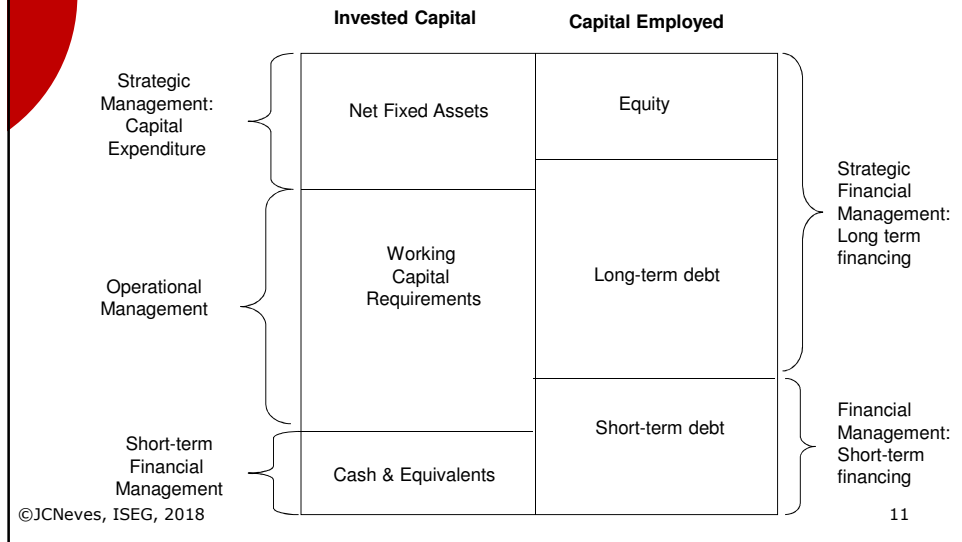 Invested Capital
Capital Employed
Strategic
Management:
Capital
Expenditure
Net Fixed Assets
Equity
Strategic
Financial
Management:
Long term
financing
Operational
Management
Working
Capital
Requirements
Long-term debt
Short-term
Financial
Management
Cash & Equivalents
Short-term debt
Financial
Management:
Short-term
financing
©JCNeves, ISEG, 2018
11